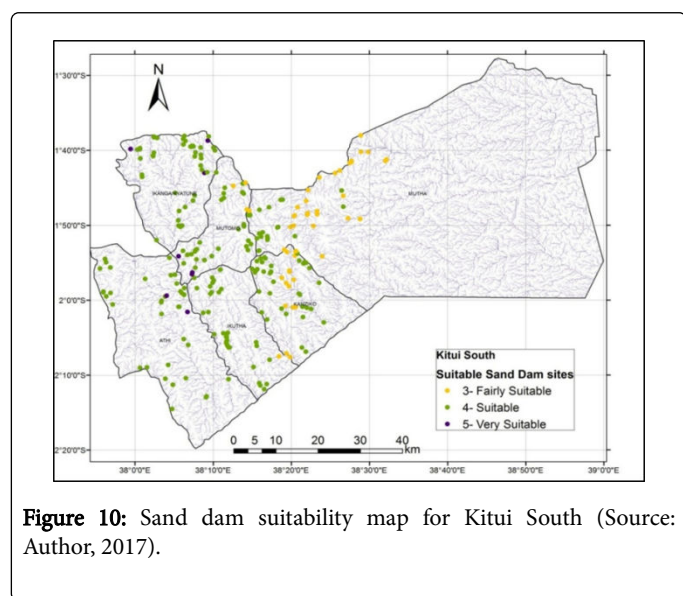 N
1°30'0"S
1°40'0"S
1°50'0"S
2°0'0"S
2°10'0"S
2°20'0"S
MUTHA
MUTOMO
KANZIKO
IKUTHA
ATHI
Kitui South
Suitable Sand Dam sites
3- Fairly Suitable
4- Suitable
5- Very Suitable
0 5 10 20 30 40
km
38°0'0"E 38°10'0"E 38°20'0"E 38°30'0"E 38°40'0"E 38°50'0"E 39°0'0"E
Figure 10: Sand dam suitability map for Kitui South (Source:
Author, 2017).